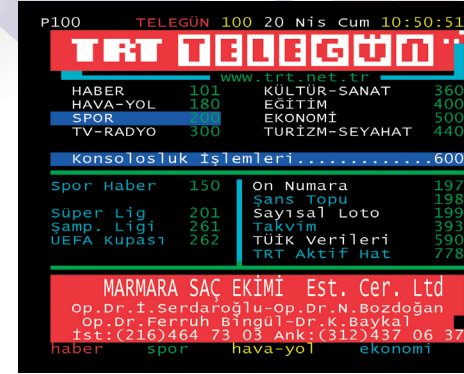 P100 TELEGÜN 100 20 Nis Cum 10:50:51
TRT TELEGÜN
www.trt.net.tr
HABER 101 KÜLTÜR-SANAT 360
HAVA-YOL 180 EĞİTİM 400
SPOR 200 EKONOMİ 500
TV-RADYO 300 TURİZM-SEYAHAT 440
Konsolosluk İşlemleri.............600
Spor Haber 150 On Numara 197
Şans Topu 198
Süper Lig 201 Sayısal Loto 199
Şamp. Ligi 261 Takvim 393
UEFA Kupası 262 TÜİK Verileri 590
TRT Aktif Hat 778
MARMARA SAÇ EKİMİ Est. Cer. Ltd
Op.Dr.İ.Serdaroğlu-Op.Dr.N.Bozdoğan
Op.Dr.Ferruh Bingül-Dr.K.Baykal
İst:(216)464 73 03 Ank:(312)437 06 37
haber spor hava-yol ekonomi